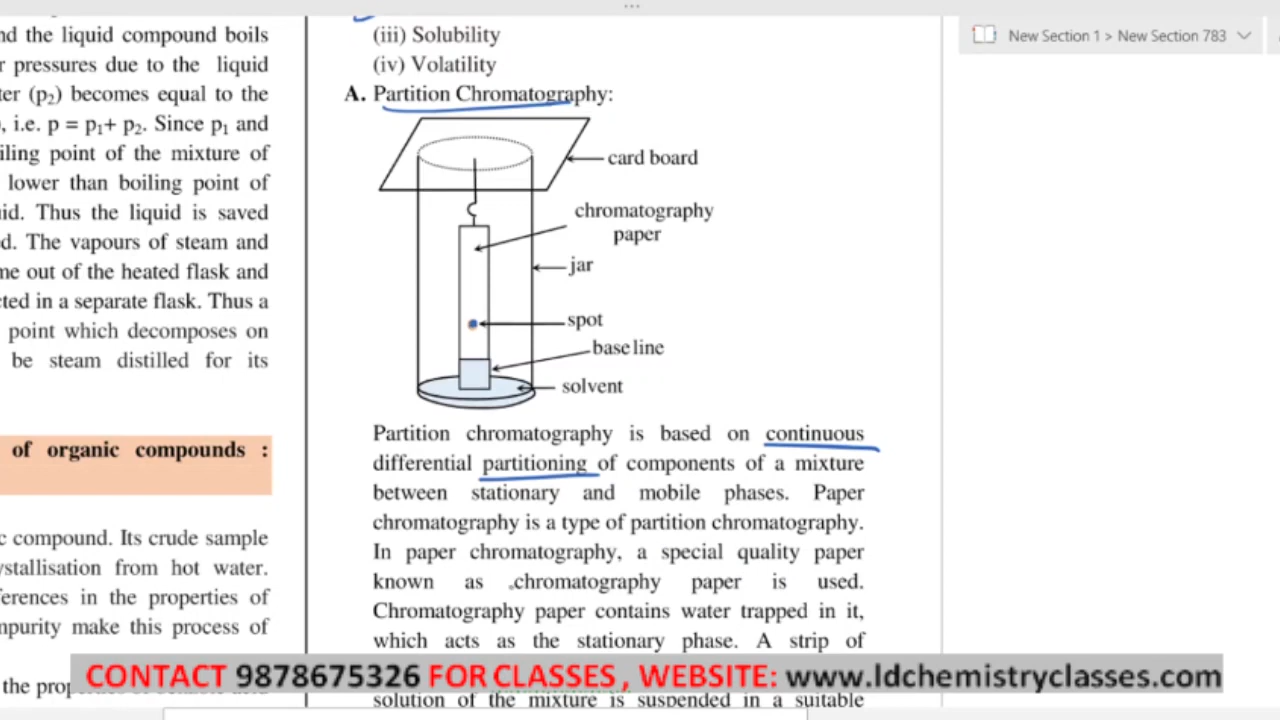 nd the liquid compound boils
r pressures due to the liquid
ter (p₂) becomes equal to the
, i.e. p = p₁+ p₂. Since p₁ and
iling point of the mixture of
lower than boiling point of
uid. Thus the liquid is saved
d. The vapours of steam and
me out of the heated flask and
cted in a separate flask. Thus a
point which decomposes on
be steam distilled for its
of organic compounds :
c compound. Its crude sample
ystallisation from hot water.
ferences in the properties of
mpurity make this process of
the
(iii) Solubility
(iv) Volatility
A. Partition Chromatography:
card board
chromatography
paper
jar
spot
base line
solvent
Partition chromatography is based on continuous
differential partitioning of components of a mixture
between stationary and mobile phases. Paper
chromatography is a type of partition chromatography.
In paper chromatography, a special quality paper
known as chromatography paper is used.
Chromatography paper contains water trapped in it,
which acts as the stationary phase. A strip of
solution of the mixture is suspended in a suitable
New Section 1 > New Section 783
CONTACT 9878675326 FOR CLASSES , WEBSITE: www.ldchemistryclasses.com